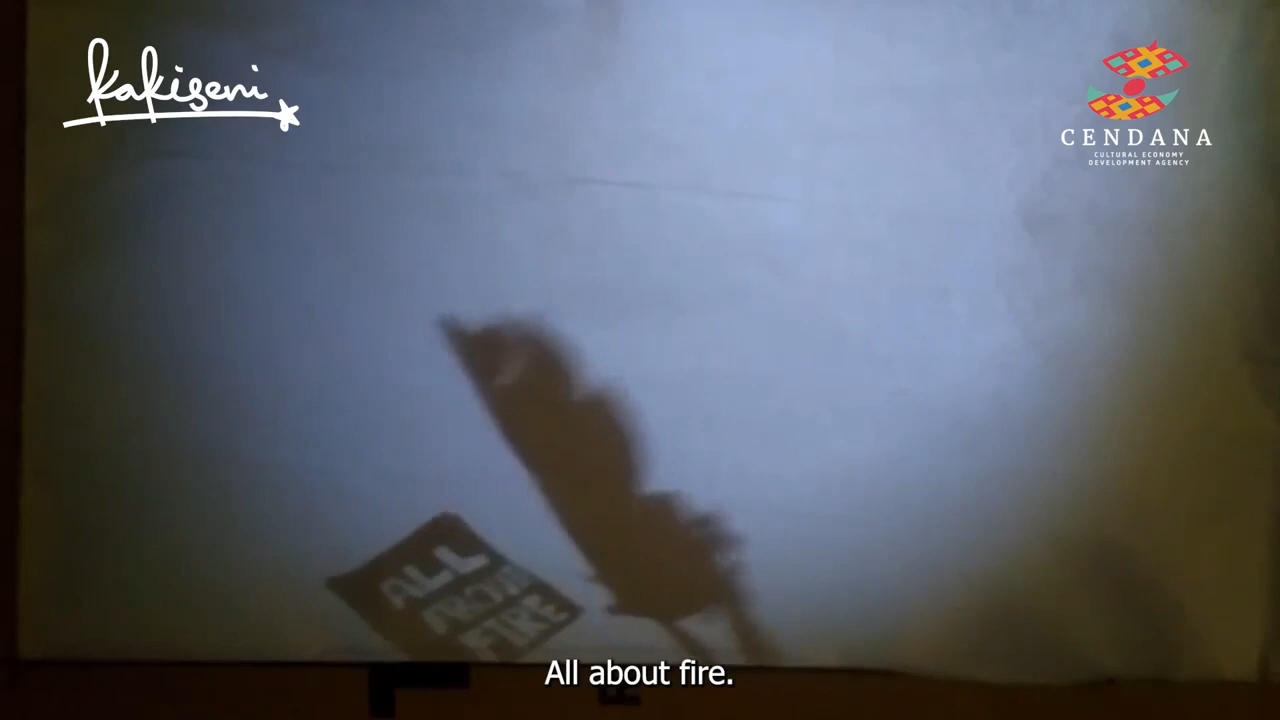 kakiseni
CENDANA
CULTURAL ECONOMY
DEVELOPMENT AGENCY
ALL
ABOUT
FIRE
All about fire.